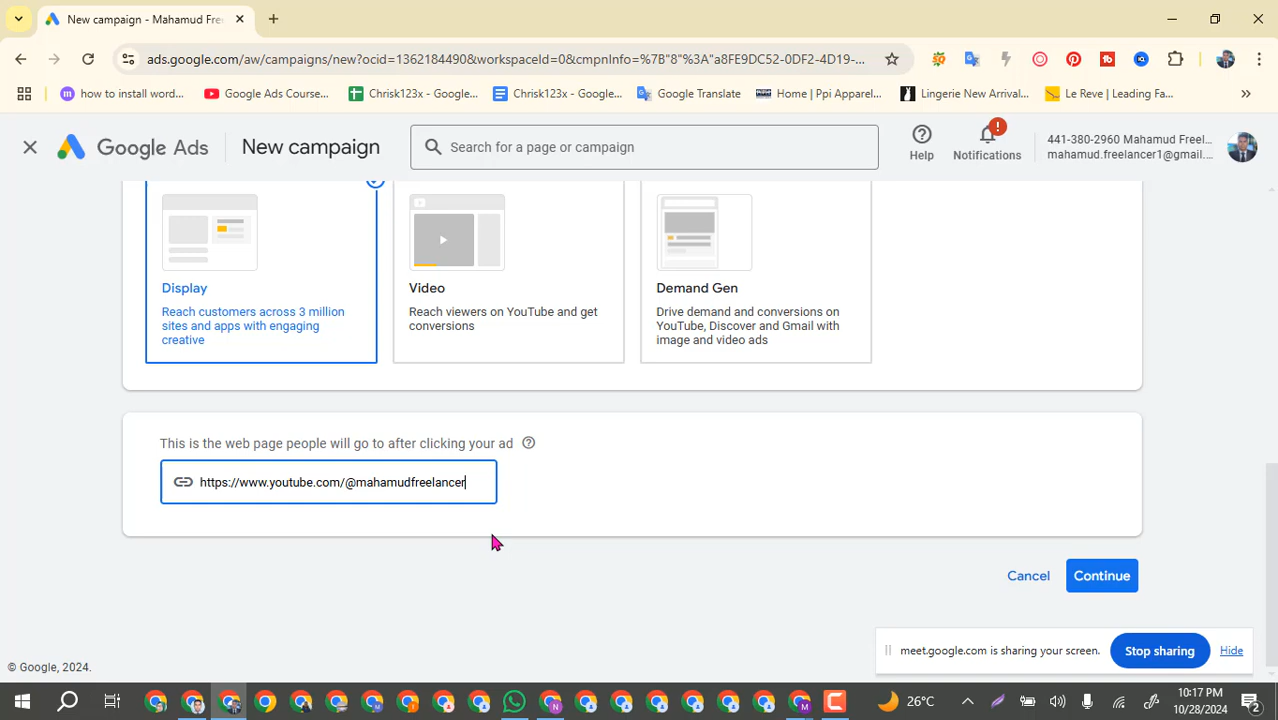 New campaign - Mahamud Fre
ads.google.com/aw/campaigns/new?ocid=1362184490&workspaceId=0&cmpnInfo=%7B"8"%3A"a8FE9DC52-0DF2-4D19-...
how to install word...
Google Ads Course...
Chrisk123x - Google...
Chrisk123x - Google...
Google Translate
Home | Ppi Apparel...
Lingerie New Arrival...
Le Reve | Leading Fa...
Google Ads
New campaign
Search for a page or campaign
Help
Notifications
441-380-2960 Mahamud Freel...
mahamud.freelancer1@gmail....
Display
Reach customers across 3 million
sites and apps with engaging
creative
Video
Reach viewers on YouTube and get
conversions
Demand Gen
Drive demand and conversions on
YouTube, Discover and Gmail with
image and video ads
This is the web page people will go to after clicking your ad
https://www.youtube.com/@mahamudfreelancer
Cancel
Continue
meet.google.com is sharing your screen.
Stop sharing
Hide
© Google, 2024.
26°C
10:17 PM
10/28/2024
2